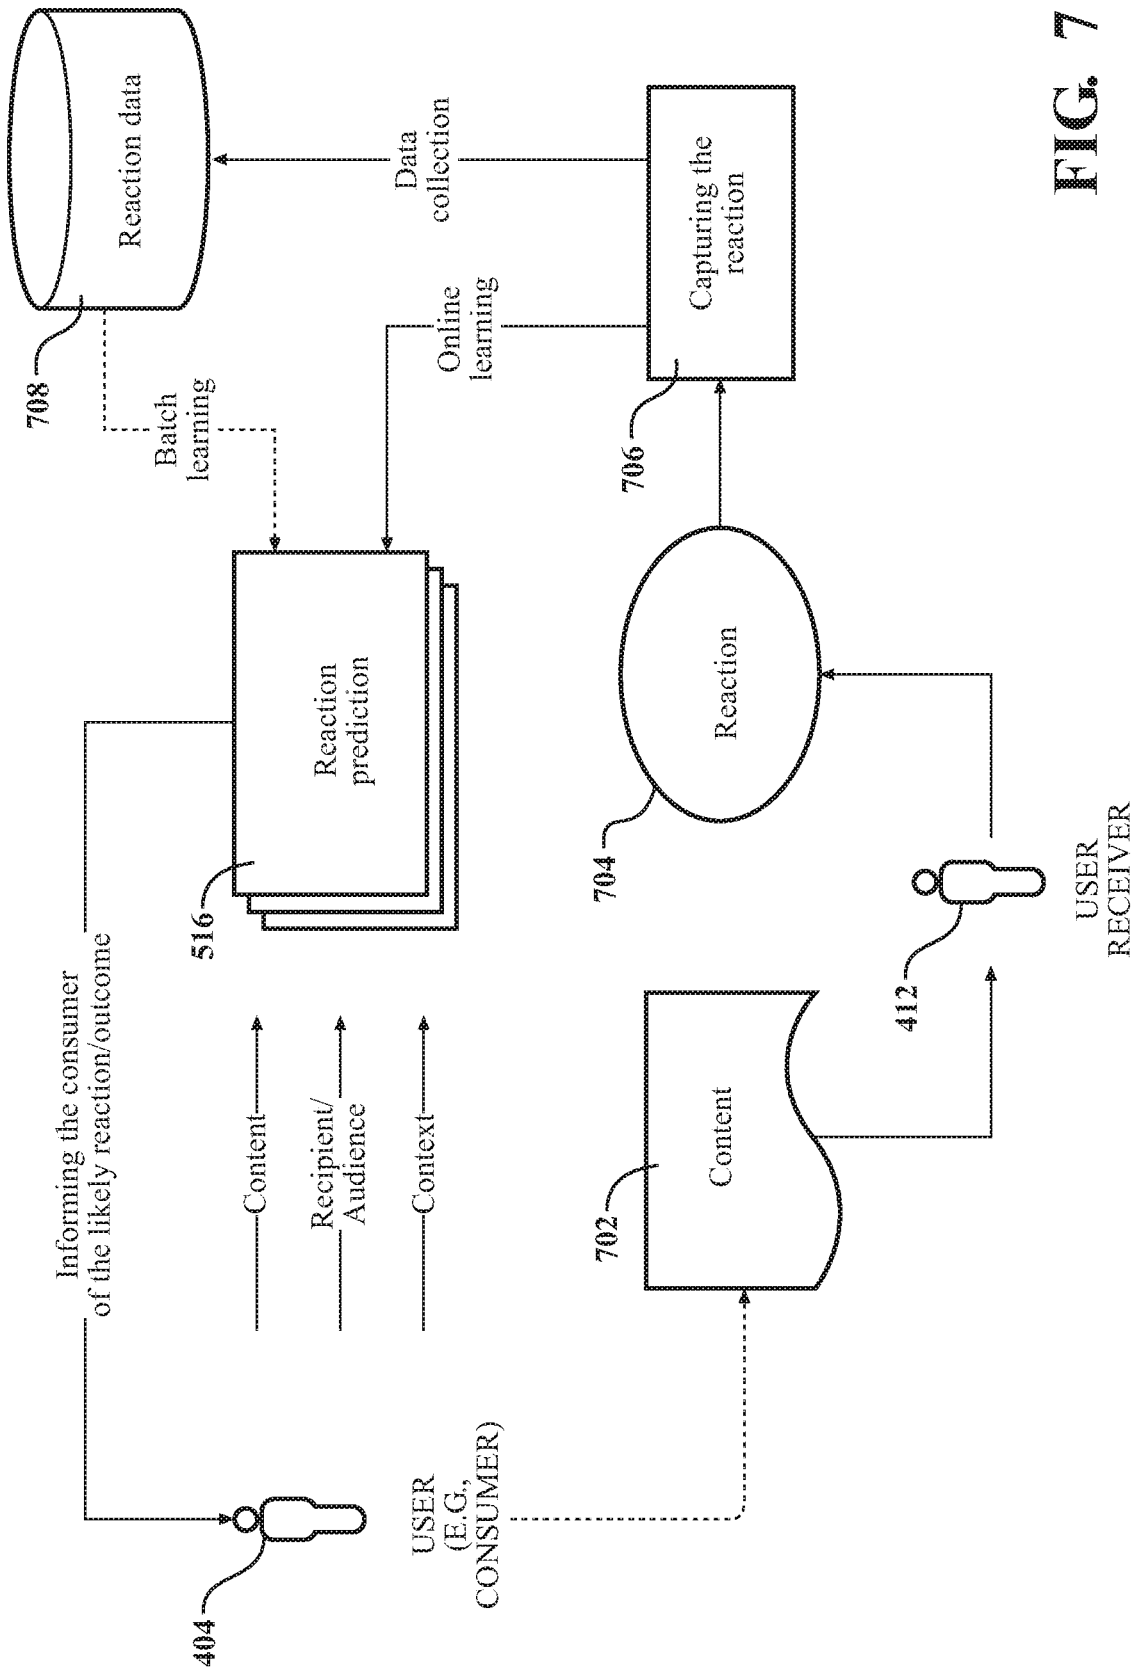 Informing the consumer
of the likely reaction/outcome
404
USER
(E.G.,
CONSUMER)
Content
Recipient/
Audience
Context
516
Reaction
prediction
Batch
learning
708
Reaction data
Online
learning
Data
collection
702
Content
412
USER
RECEIVER
704
Reaction
706
Capturing the
reaction
FIG. 7